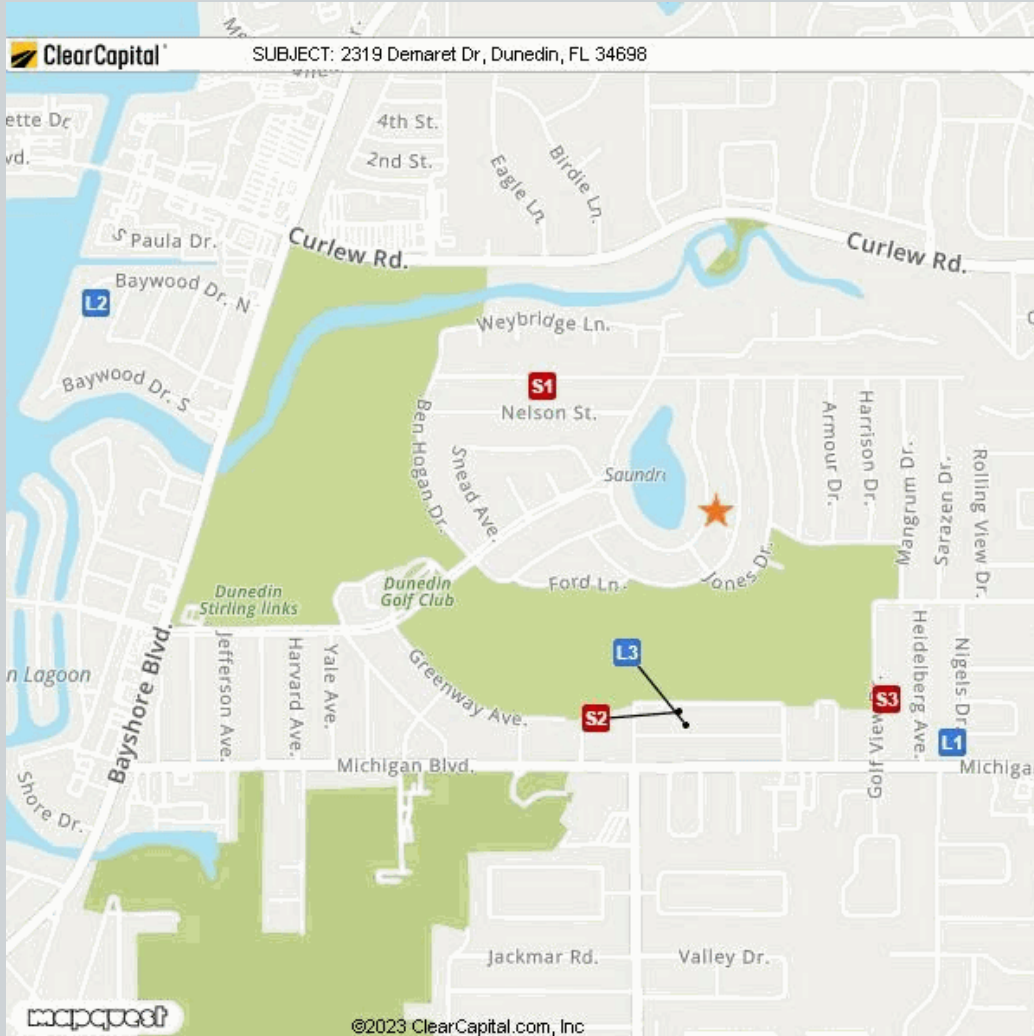 ClearCapital
SUBJECT: 2319 Demaret Dr, Dunedin, FL 34698
4th St.
2nd St.
Eagle Ln.
Birdie Ln.
S Paula Dr.
Curlew Rd.
Curlew Rd.
Baywood Dr. N
L2
Weybridge Ln.
Baywood Dr. S
S1
Nelson St.
Ben Hogan Dr.
Snead Ave.
Saundr
Armour Dr.
Harrison Dr.
Mangrum Dr.
Sarazen Dr.
Rolling View Dr.
Dunedin
Stirling links
Dunedin
Golf Club
Ford Ln.
Jones Dr.
n Lagoon
Bayshore Blvd.
Jefferson Ave.
Harvard Ave.
Yale Ave.
Greenway Ave.
L3
S2
S3
Heidelberg Ave.
Nigels Dr.
L1
Golf View
Michigan Blvd.
Michiga
Shore Dr.
Jackmar Rd.
Valley Dr.
mapquest
©2023 ClearCapital.com, Inc